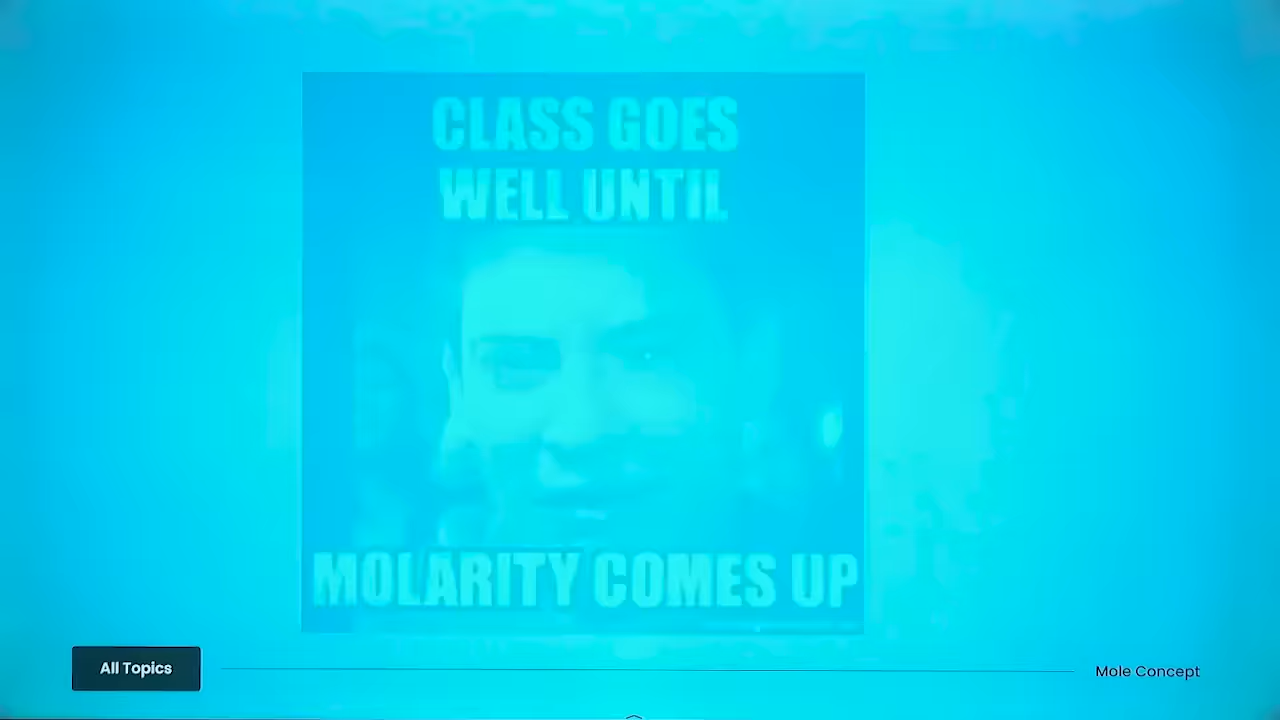 CLASS GOES
WELL UNTIL
MOLARITY COMES UP
All Topics
Mole Concept